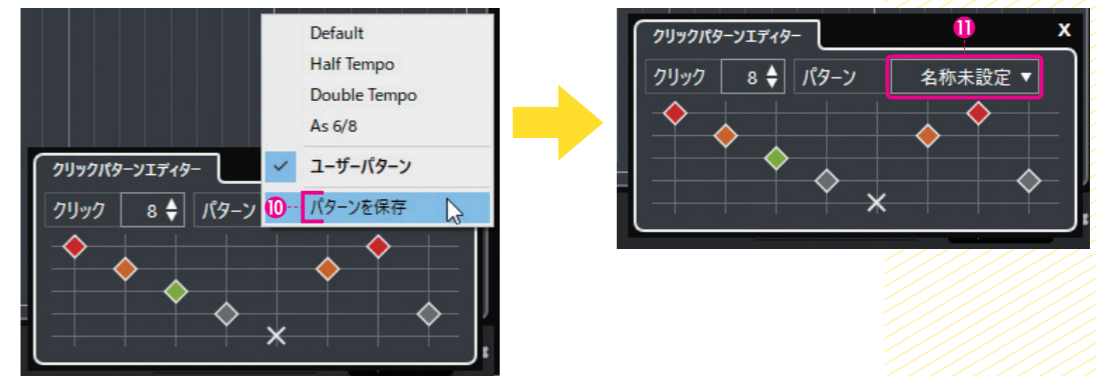 Default
Half Tempo
Double Tempo
As 6/8
✓ ユーザーパターン
⑩ パターンを保存
クリックパターンエディター
クリック 8 パターン
⑪
クリックパターンエディター x
クリック 8 パターン 名称未設定 ▼